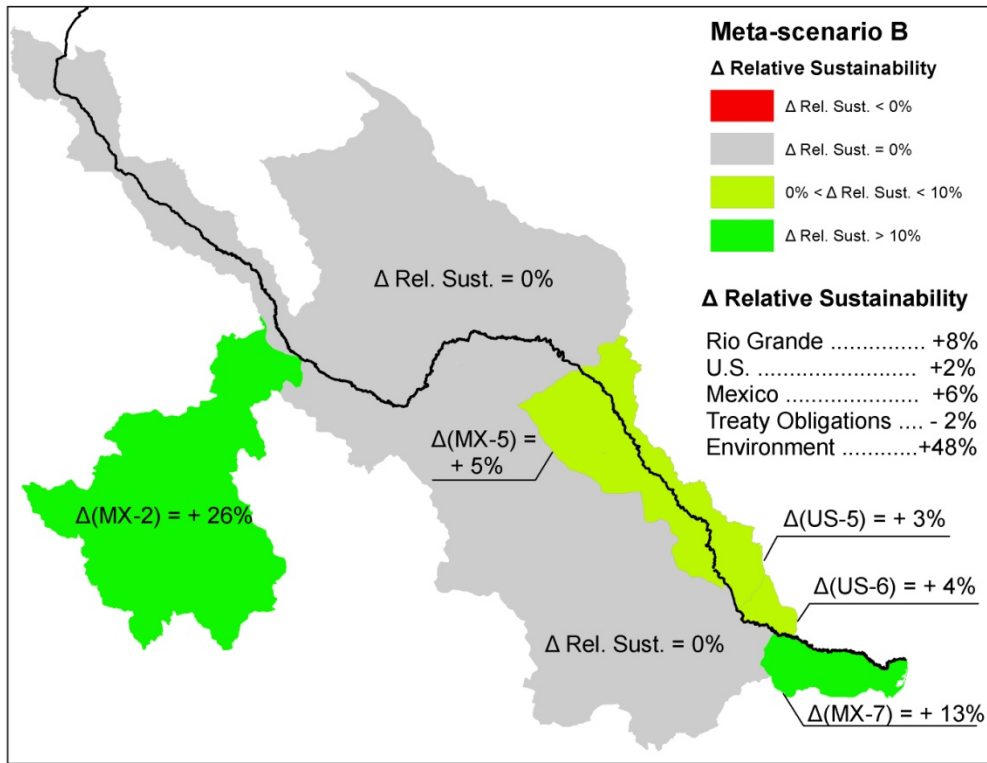 Meta-scenario B
Δ Relative Sustainability
Δ Rel. Sust. < 0%
Δ Rel. Sust. = 0%
0% < Δ Rel. Sust. < 10%
Δ Rel. Sust. > 10%
Δ Rel. Sust. = 0%
Δ Relative Sustainability
Rio Grande ............... +8%
U.S. .......................... +2%
Mexico ..................... +6%
Treaty Obligations .... - 2%
Environment ............+48%
Δ(MX-5) =
+ 5%
Δ(MX-2) = + 26%
Δ(US-5) = + 3%
Δ(US-6) = + 4%
Δ Rel. Sust. = 0%
Δ(MX-7) = + 13%